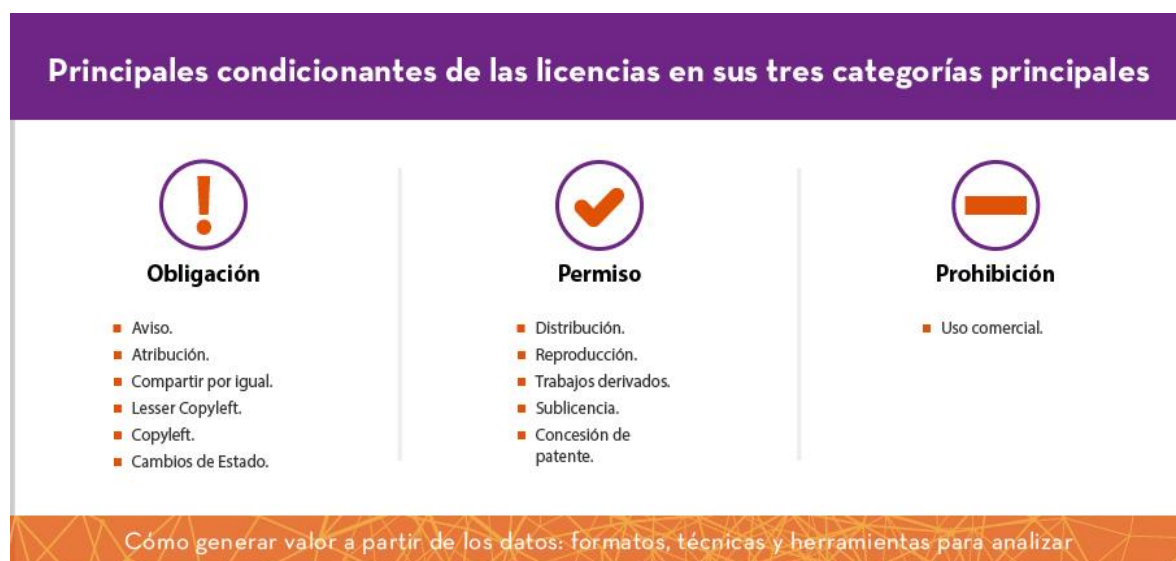 Principales condicionantes de las licencias en sus tres categorías principales
Obligación
Aviso.
Atribución.
Compartir por igual.
Lesser Copyleft.
Copyleft.
Cambios de Estado.
Permiso
Distribución.
Reproducción.
Trabajos derivados.
Sublicencia.
Concesión de
patente.
Prohibición
Uso comercial.
Cómo generar valor a partir de los datos: formatos, técnicas y herramientas para analizar